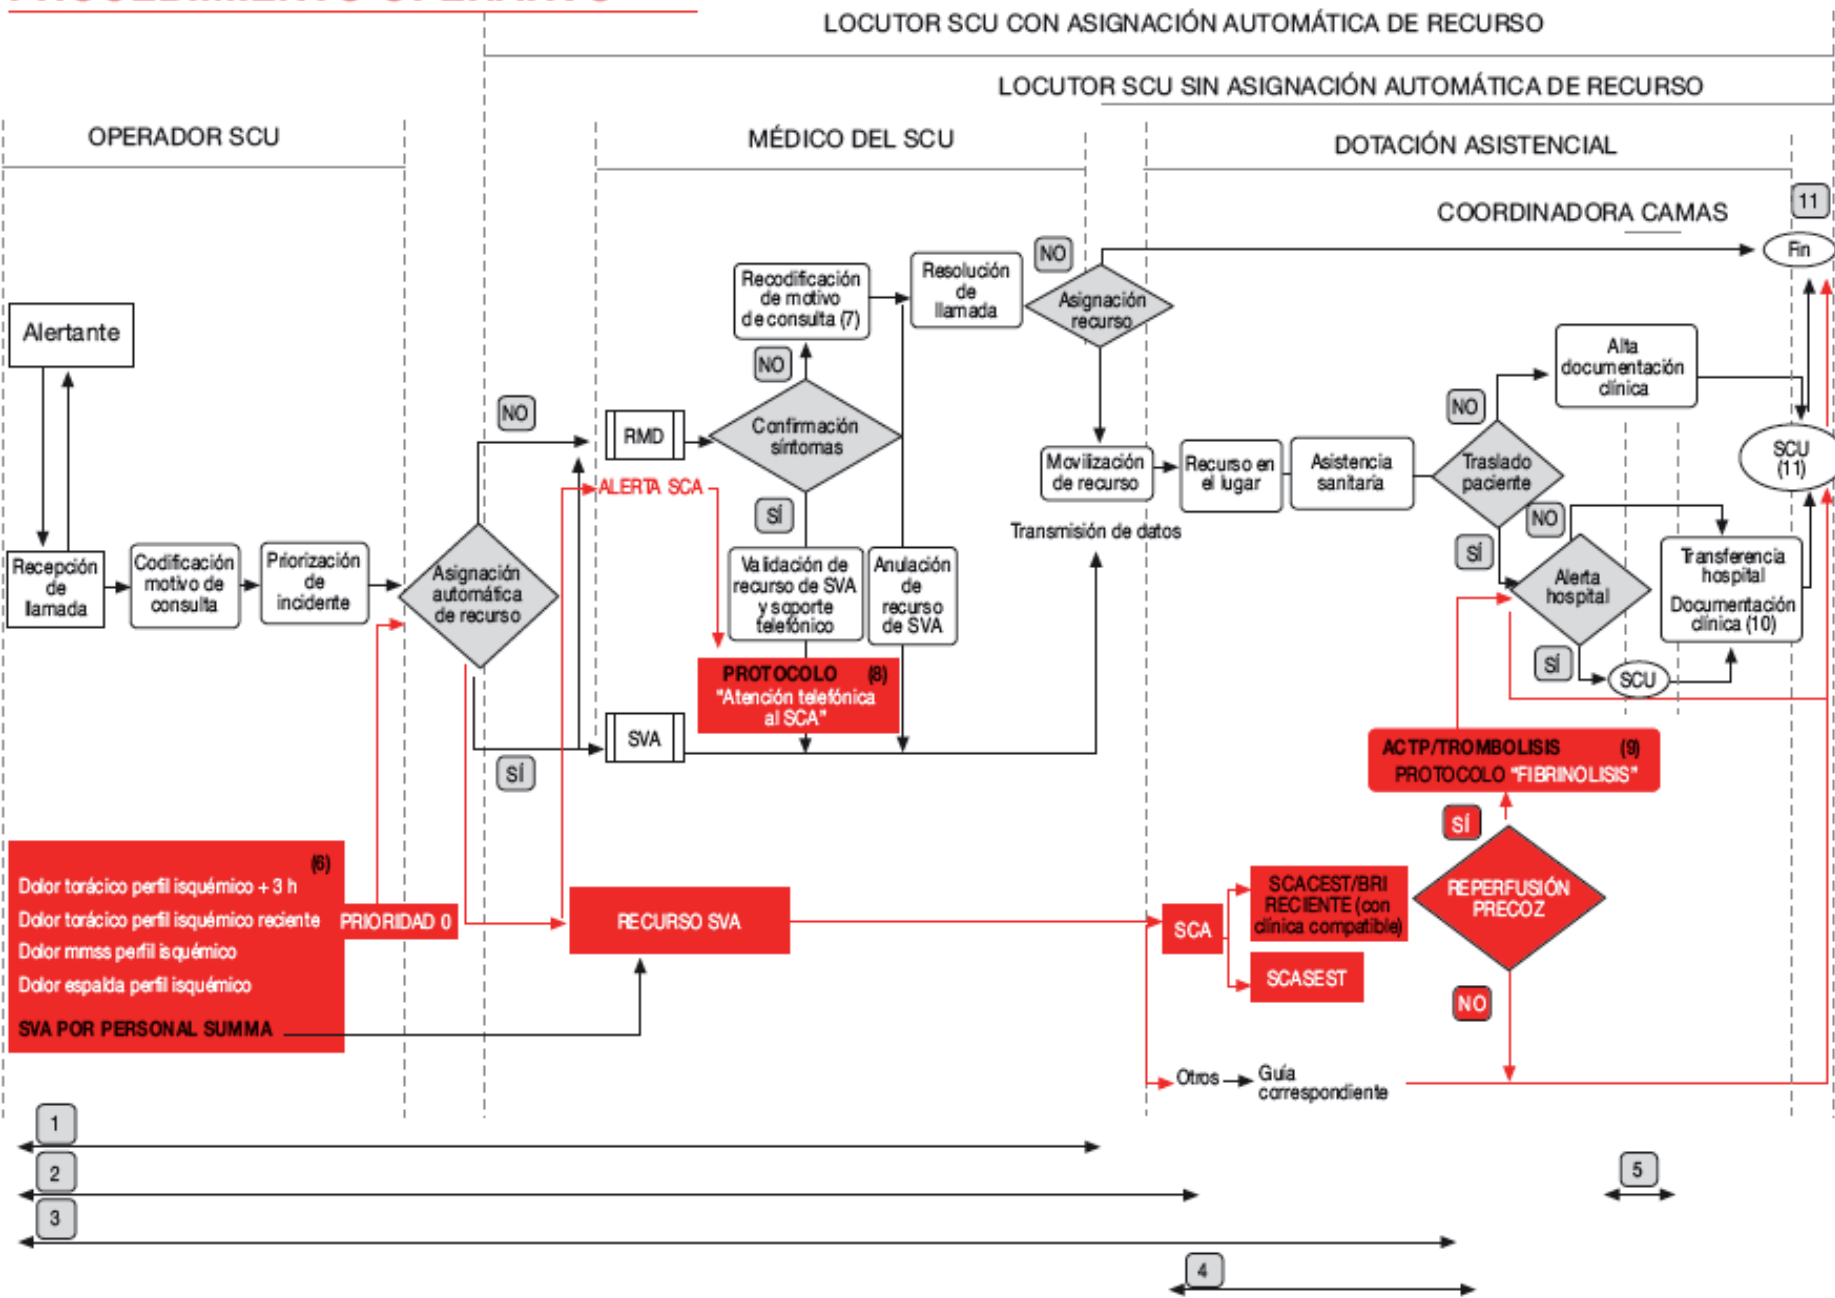 PROCEDIMIENTO OPERATIVO
LOCUTOR SCU CON ASIGNACIÓN AUTOMÁTICA DE RECURSO
LOCUTOR SCU SIN ASIGNACIÓN AUTOMÁTICA DE RECURSO
OPERADOR SCU
MÉDICO DEL SCU
DOTACIÓN ASISTENCIAL
COORDINADORA CAMAS
11
Fin
Alertante
Recepción
de
llamada
Codificación
motivo de
consulta
Priorización
de
incidente
Asignación
automática
de recurso
NO
SÍ
RMD
ALERTA SCA
SVA
Confirmación
síntomas
NO
Recodificación
de motivo
de consulta (7)
Resolución
de
llamada
SÍ
Validación de
recurso de SVA
y soporte
telefónico
Anulación
de
recurso
de SVA
PROTOCOLO (8)
"Atención telefónica
al SCA"
NO
Asignación
recurso
Movilización
de recurso
Transmisión de datos
Recurso en
el lugar
Asistencia
sanitaria
Traslado
paciente
NO
Alta
documentación
clínica
SCU
(11)
SÍ
NO
Alerta
hospital
SÍ
SCU
Transferencia
hospital
Documentación
clínica (10)
ACTP/TROMBOLISIS (9)
PROTOCOLO "FIBRINOLISIS"
SÍ
REPERFUSIÓN
PRECOZ
NO
(6)
Dolor torácico perfil isquémico + 3 h
Dolor torácico perfil isquémico reciente
Dolor mmss perfil isquémico
Dolor espalda perfil isquémico
SVA POR PERSONAL SUMMA
PRIORIDAD 0
RECURSO SVA
SCA
SCACEST/BRI
RECIENTE (con
clínica compatible)
SCASEST
Otros
Guía
correspondiente
1
2
3
4
5